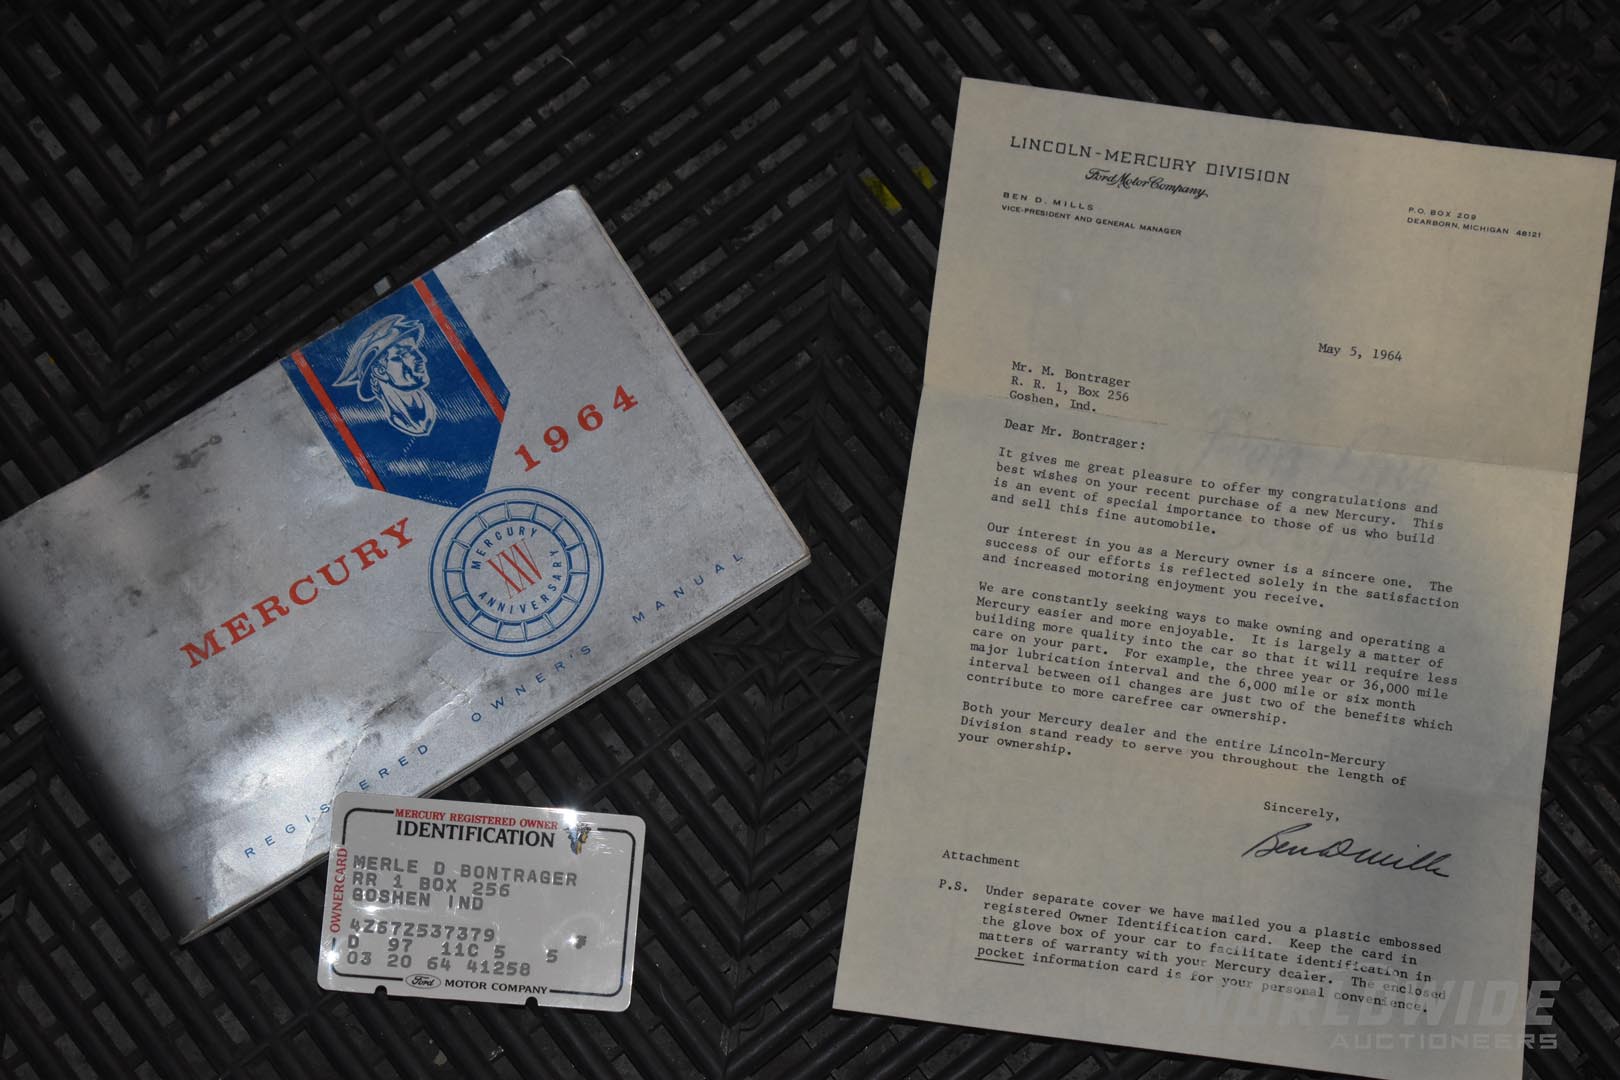 MERCURY 1964
MERCURY
XXV
ANNIVERSARY
REGISTERED OWNER'S MANUAL
MERCURY REGISTERED OWNER
IDENTIFICATION
OWNERCARD
MERLE D BONTRAGER
RR 1 BOX 256
GOSHEN IND
4Z67Z537379
D 97 11C 5 5
03 20 64 41258
Ford MOTOR COMPANY
LINCOLN-MERCURY DIVISION
Ford Motor Company,
BEN D. MILLS
VICE-PRESIDENT AND GENERAL MANAGER
P.O. BOX 209
DEARBORN, MICHIGAN 48121
May 5, 1964
Mr. M. Bontrager
R. R. 1, Box 256
Goshen, Ind.
Dear Mr. Bontrager:
It gives me great pleasure to offer my congratulations and
best wishes on your recent purchase of a new Mercury. This
is an event of special importance to those of us who build
and sell this fine automobile.
Our interest in you as a Mercury owner is a sincere one. The
success of our efforts is reflected solely in the satisfaction
and increased motoring enjoyment you receive.
We are constantly seeking ways to make owning and operating a
Mercury easier and more enjoyable. It is largely a matter of
building more quality into the car so that it will require less
care on your part. For example, the three year or 36,000 mile
major lubrication interval and the 6,000 mile or six month
interval between oil changes are just two of the benefits which
contribute to more carefree car ownership.
Both your Mercury dealer and the entire Lincoln-Mercury
Division stand ready to serve you throughout the length of
your ownership.
Sincerely,
Ben D Mills
Attachment
P.S. Under separate cover we have mailed you a plastic embossed
registered Owner Identification card. Keep the card in
the glove box of your car to facilitate identification in
matters of warranty with your Mercury dealer. The enclosed
pocket information card is for your personal convenience.
WORLDWIDE
AUCTIONEERS